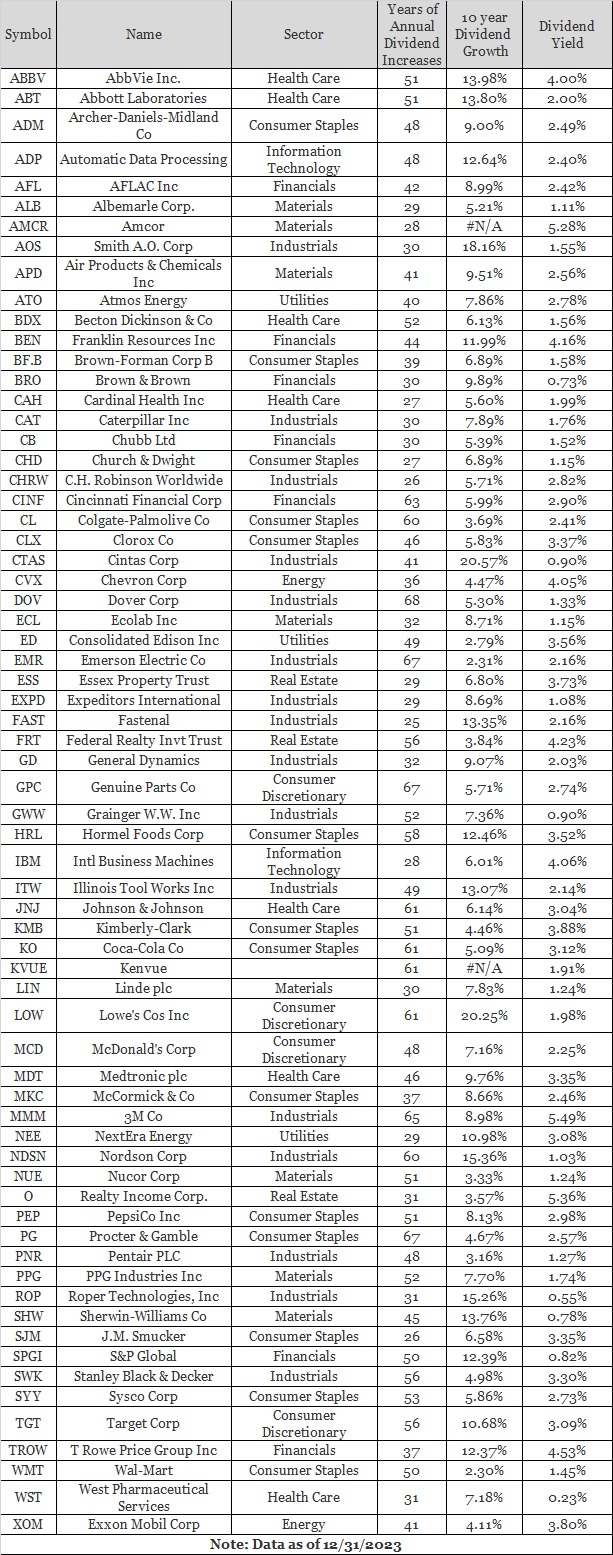 Symbol Name Sector Years of Annual Dividend Increases 10 year Dividend Growth Dividend Yield
ABBV AbbVie Inc. Health Care 51 13.98% 4.00%
ABT Abbott Laboratories Health Care 51 13.80% 2.00%
ADM Archer-Daniels-Midland Co Consumer Staples 48 9.00% 2.49%
ADP Automatic Data Processing Information Technology 48 12.64% 2.40%
AFL AFLAC Inc Financials 42 8.99% 2.42%
ALB Albemarle Corp. Materials 29 5.21% 1.11%
AMCR Amcor Materials 28 #N/A 5.28%
AOS Smith A.O. Corp Industrials 30 18.16% 1.55%
APD Air Products & Chemicals Inc Materials 41 9.51% 2.56%
ATO Atmos Energy Utilities 40 7.86% 2.78%
BDX Becton Dickinson & Co Health Care 52 6.13% 1.56%
BEN Franklin Resources Inc Financials 44 11.99% 4.16%
BF.B Brown-Forman Corp B Consumer Staples 39 6.89% 1.58%
BRO Brown & Brown Financials 30 9.89% 0.73%
CAH Cardinal Health Inc Health Care 27 5.60% 1.99%
CAT Caterpillar Inc Industrials 30 7.89% 1.76%
CB Chubb Ltd Financials 30 5.39% 1.52%
CHD Church & Dwight Consumer Staples 27 6.89% 1.15%
CHRW C.H. Robinson Worldwide Industrials 26 5.71% 2.82%
CINF Cincinnati Financial Corp Financials 63 5.99% 2.90%
CL Colgate-Palmolive Co Consumer Staples 60 3.69% 2.41%
CLX Clorox Co Consumer Staples 46 5.83% 3.37%
CTAS Cintas Corp Industrials 41 20.57% 0.90%
CVX Chevron Corp Energy 36 4.47% 4.05%
DOV Dover Corp Industrials 68 5.30% 1.33%
ECL Ecolab Inc Materials 32 8.71% 1.15%
ED Consolidated Edison Inc Utilities 49 2.79% 3.56%
EMR Emerson Electric Co Industrials 67 2.31% 2.16%
ESS Essex Property Trust Real Estate 29 6.80% 3.73%
EXPD Expeditors International Industrials 29 8.69% 1.08%
FAST Fastenal Industrials 25 13.35% 2.16%
FRT Federal Realty Invt Trust Real Estate 56 3.84% 4.23%
GD General Dynamics Industrials 32 9.07% 2.03%
GPC Genuine Parts Co Consumer Discretionary 67 5.71% 2.74%
GWW Grainger W.W. Inc Industrials 52 7.36% 0.90%
HRL Hormel Foods Corp Consumer Staples 58 12.46% 3.52%
IBM Intl Business Machines Information Technology 28 6.01% 4.06%
ITW Illinois Tool Works Inc Industrials 49 13.07% 2.14%
JNJ Johnson & Johnson Health Care 61 6.14% 3.04%
KMB Kimberly-Clark Consumer Staples 51 4.46% 3.88%
KO Coca-Cola Co Consumer Staples 61 5.09% 3.12%
KVUE Kenvue 61 #N/A 1.91%
LIN Linde plc Materials 30 7.83% 1.24%
LOW Lowe's Cos Inc Consumer Discretionary 61 20.25% 1.98%
MCD McDonald's Corp Consumer Discretionary 48 7.16% 2.25%
MDT Medtronic plc Health Care 46 9.76% 3.35%
MKC McCormick & Co Consumer Staples 37 8.66% 2.46%
MMM 3M Co Industrials 65 8.98% 5.49%
NEE NextEra Energy Utilities 29 10.98% 3.08%
NDSN Nordson Corp Industrials 60 15.36% 1.03%
NUE Nucor Corp Materials 51 3.33% 1.24%
O Realty Income Corp. Real Estate 31 3.57% 5.36%
PEP PepsiCo Inc Consumer Staples 51 8.13% 2.98%
PG Procter & Gamble Consumer Staples 67 4.67% 2.57%
PNR Pentair PLC Industrials 48 3.16% 1.27%
PPG PPG Industries Inc Materials 52 7.70% 1.74%
ROP Roper Technologies, Inc Industrials 31 15.26% 0.55%
SHW Sherwin-Williams Co Materials 45 13.76% 0.78%
SJM J.M. Smucker Consumer Staples 26 6.58% 3.35%
SPGI S&P Global Financials 50 12.39% 0.82%
SWK Stanley Black & Decker Industrials 56 4.98% 3.30%
SYY Sysco Corp Consumer Staples 53 5.86% 2.73%
TGT Target Corp Consumer Discretionary 56 10.68% 3.09%
TROW T Rowe Price Group Inc Financials 37 12.37% 4.53%
WMT Wal-Mart Consumer Staples 50 2.30% 1.45%
WST West Pharmaceutical Services Health Care 31 7.18% 0.23%
XOM Exxon Mobil Corp Energy 41 4.11% 3.80%
Note: Data as of 12/31/2023